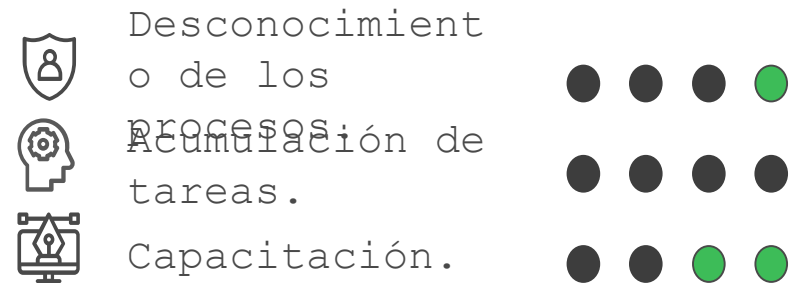 Desconocimient
o de los
procesos.
Acumulación de
tareas.
Capacitación.